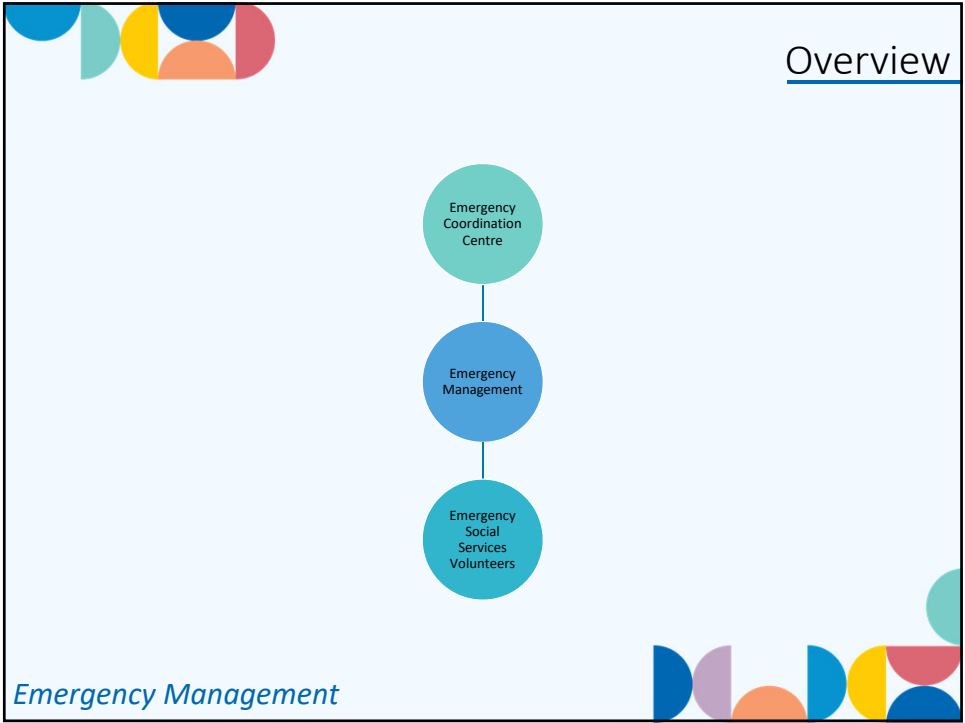 Overview
Emergency
Coordination
Centre
Emergency
Management
Emergency
Social
Services
Volunteers
Emergency Management